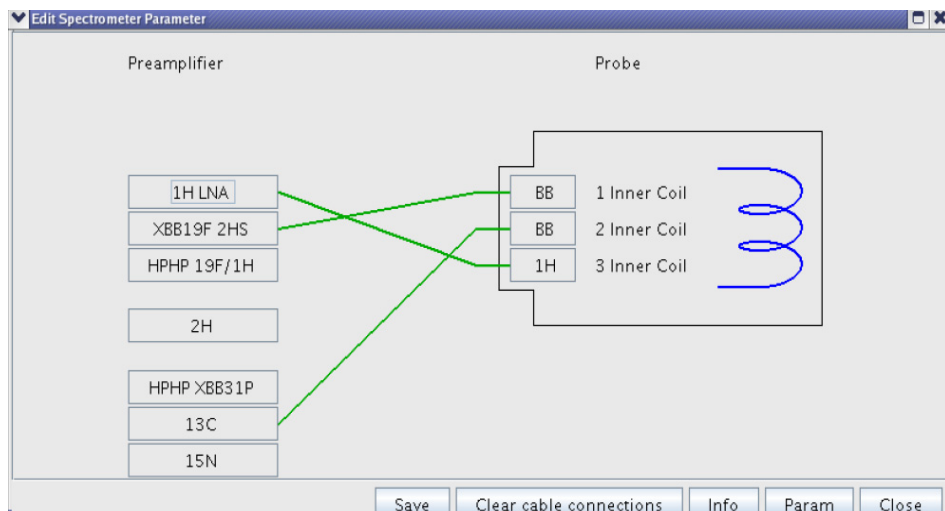 Edit Spectrometer Parameter
Preamplifier Probe
1H LNA BB 1 Inner Coil
XBB19F 2HS BB 2 Inner Coil
HPHP 19F/1H 1H 3 Inner Coil
2H
HPHP XBB31P
13C
15N
Save Clear cable connections Info Param Close